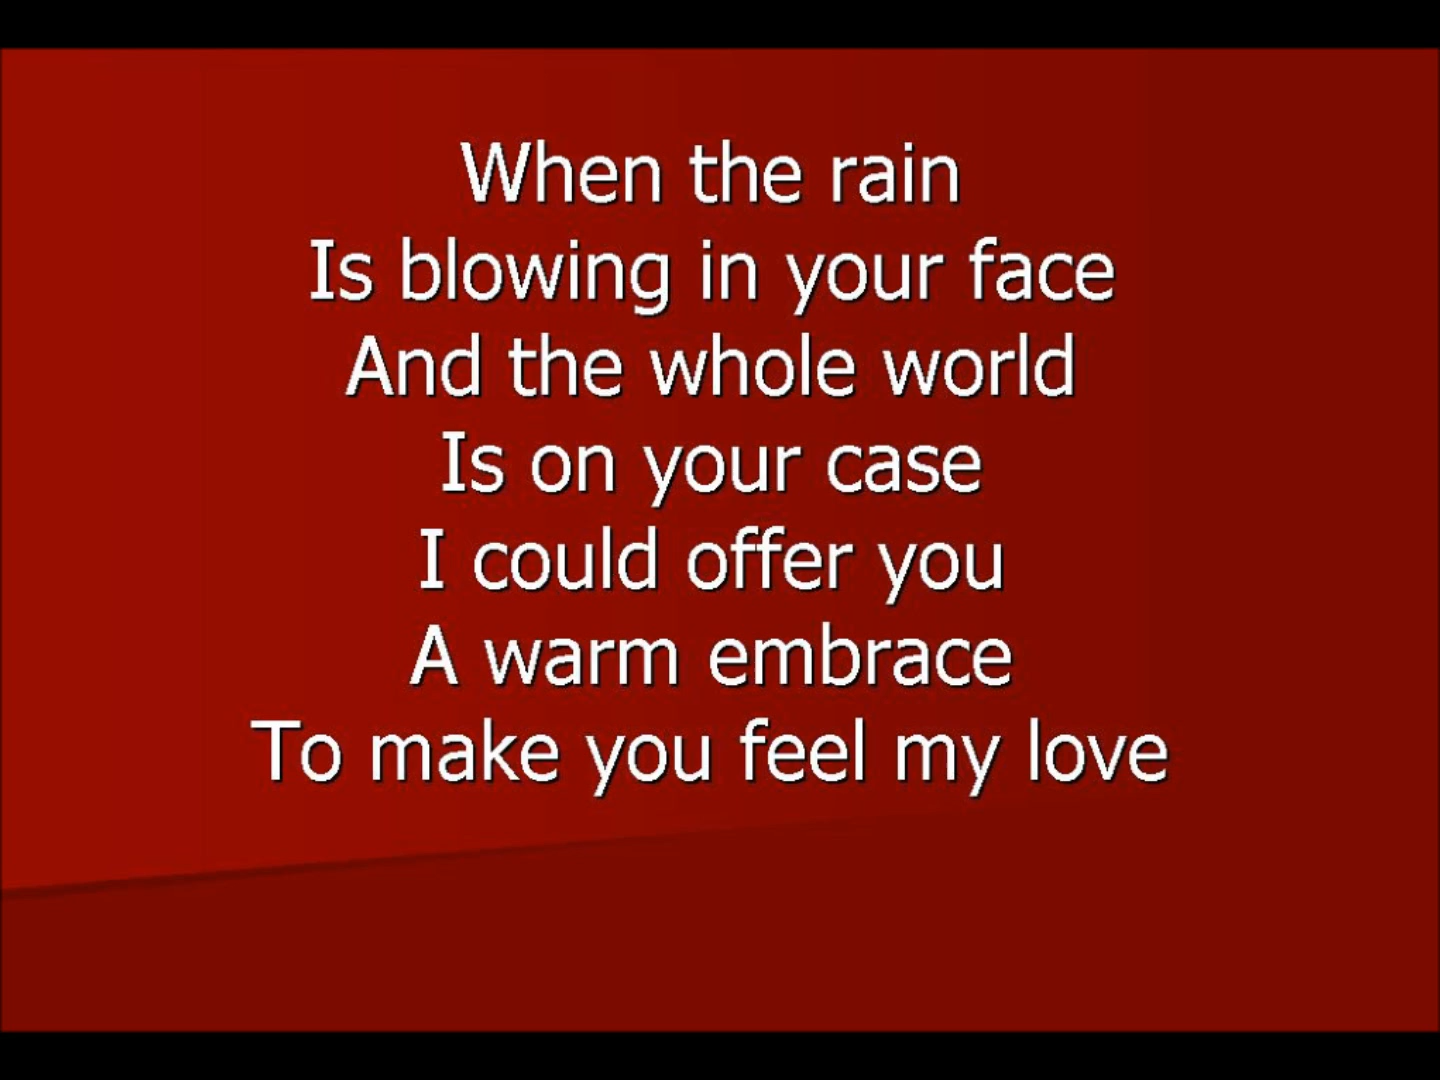 When the rain
Is blowing in your face
And the whole world
Is on your case
I could offer you
A warm embrace
To make you feel my love